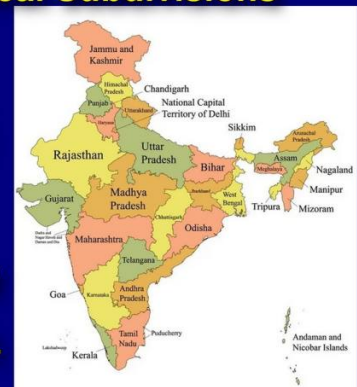 Jammu and
Kashmir
Himachal
Pradesh
Chandigarh
Punjab
Uttarakhand
National Capital
Territory of Delhi
Haryana
Sikkim
Arunachal
Pradesh
Rajasthan
Uttar
Pradesh
Bihar
Assam
Nagaland
Meghalaya
Manipur
Gujarat
Madhya
Pradesh
Jharkhand
West
Bengal
Tripura
Mizoram
Chhattisgarh
Odisha
Maharashtra
Telangana
Goa
Karnataka
Andhra
Pradesh
Tamil
Nadu
Puducherry
Lakshadweep
Kerala
Andaman and
Nicobar Islands